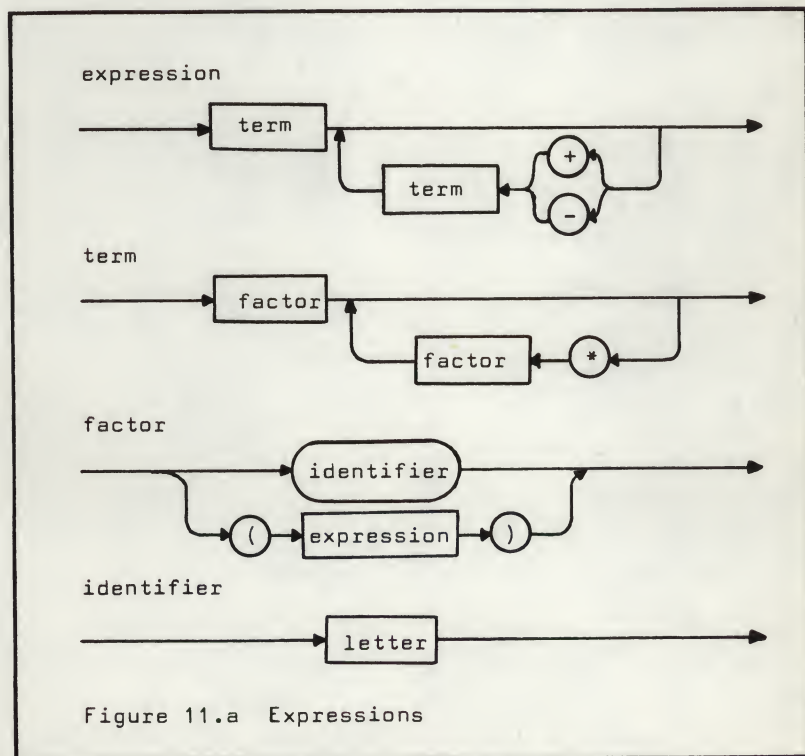 expression
term
+
term
-
term
factor
factor
*
factor
identifier
( expression )
identifier
letter
Figure 11.a Expressions